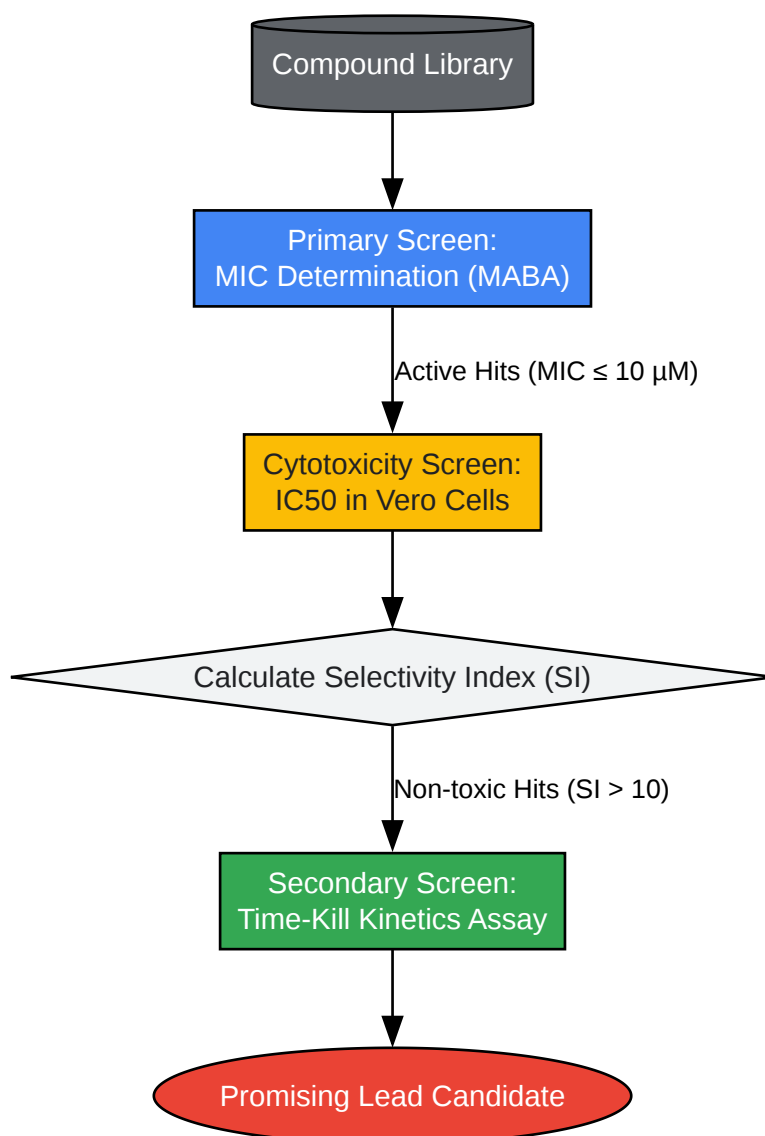 Compound Library
Primary Screen:
MIC Determination (MABA)
Active Hits (MIC ≤ 10 µM)
Cytotoxicity Screen:
IC50 in Vero Cells
Calculate Selectivity Index (SI)
Non-toxic Hits (SI > 10)
Secondary Screen:
Time-Kill Kinetics Assay
Promising Lead Candidate